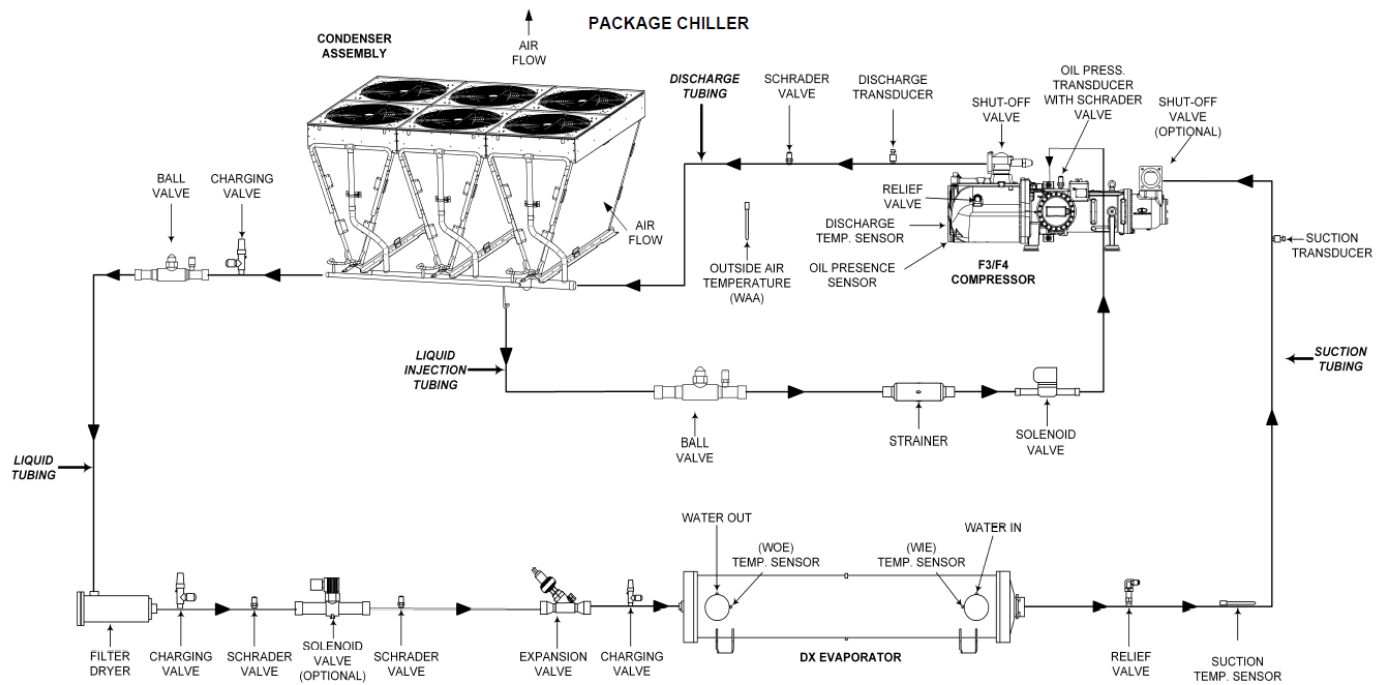 PACKAGE CHILLER
CONDENSER
ASSEMBLY
AIR
FLOW
DISCHARGE
TUBING
SCHRADER
VALVE
DISCHARGE
TRANSDUCER
SHUT-OFF
VALVE
OIL PRESS.
TRANSDUCER
WITH SCHRADER
VALVE
SHUT-OFF
VALVE
(OPTIONAL)
BALL
VALVE
CHARGING
VALVE
AIR
FLOW
RELIEF
VALVE
DISCHARGE
TEMP. SENSOR
OIL PRESENCE
SENSOR
OUTSIDE AIR
TEMPERATURE
(WAA)
F3/F4
COMPRESSOR
SUCTION
TRANSDUCER
LIQUID
INJECTION
TUBING
SUCTION
TUBING
BALL
VALVE
STRAINER
SOLENOID
VALVE
LIQUID
TUBING
WATER OUT
(WOE)
TEMP. SENSOR
(WIE)
TEMP. SENSOR
WATER IN
FILTER
DRYER
CHARGING
VALVE
SCHRADER
VALVE
SOLENOID
VALVE
(OPTIONAL)
SCHRADER
VALVE
EXPANSION
VALVE
CHARGING
VALVE
DX EVAPORATOR
RELIEF
VALVE
SUCTION
TEMP. SENSOR